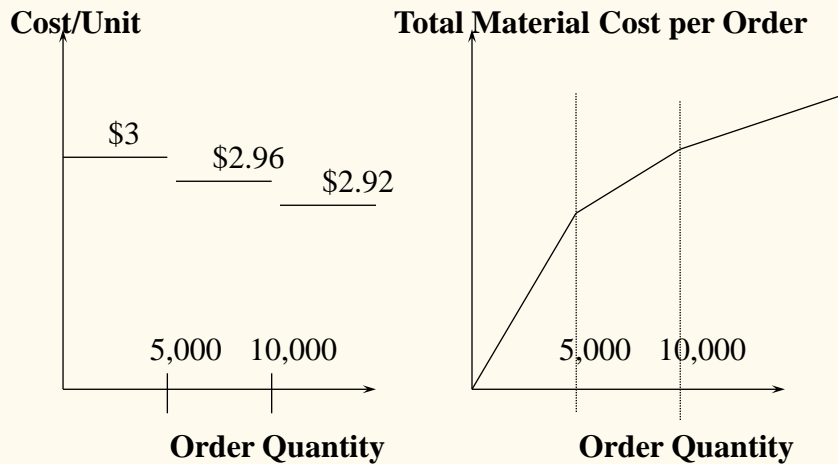 Cost/Unit
$3
$2.96
$2.92
5,000 10,000
Order Quantity
Total Material Cost per Order
5,000 10,000
Order Quantity